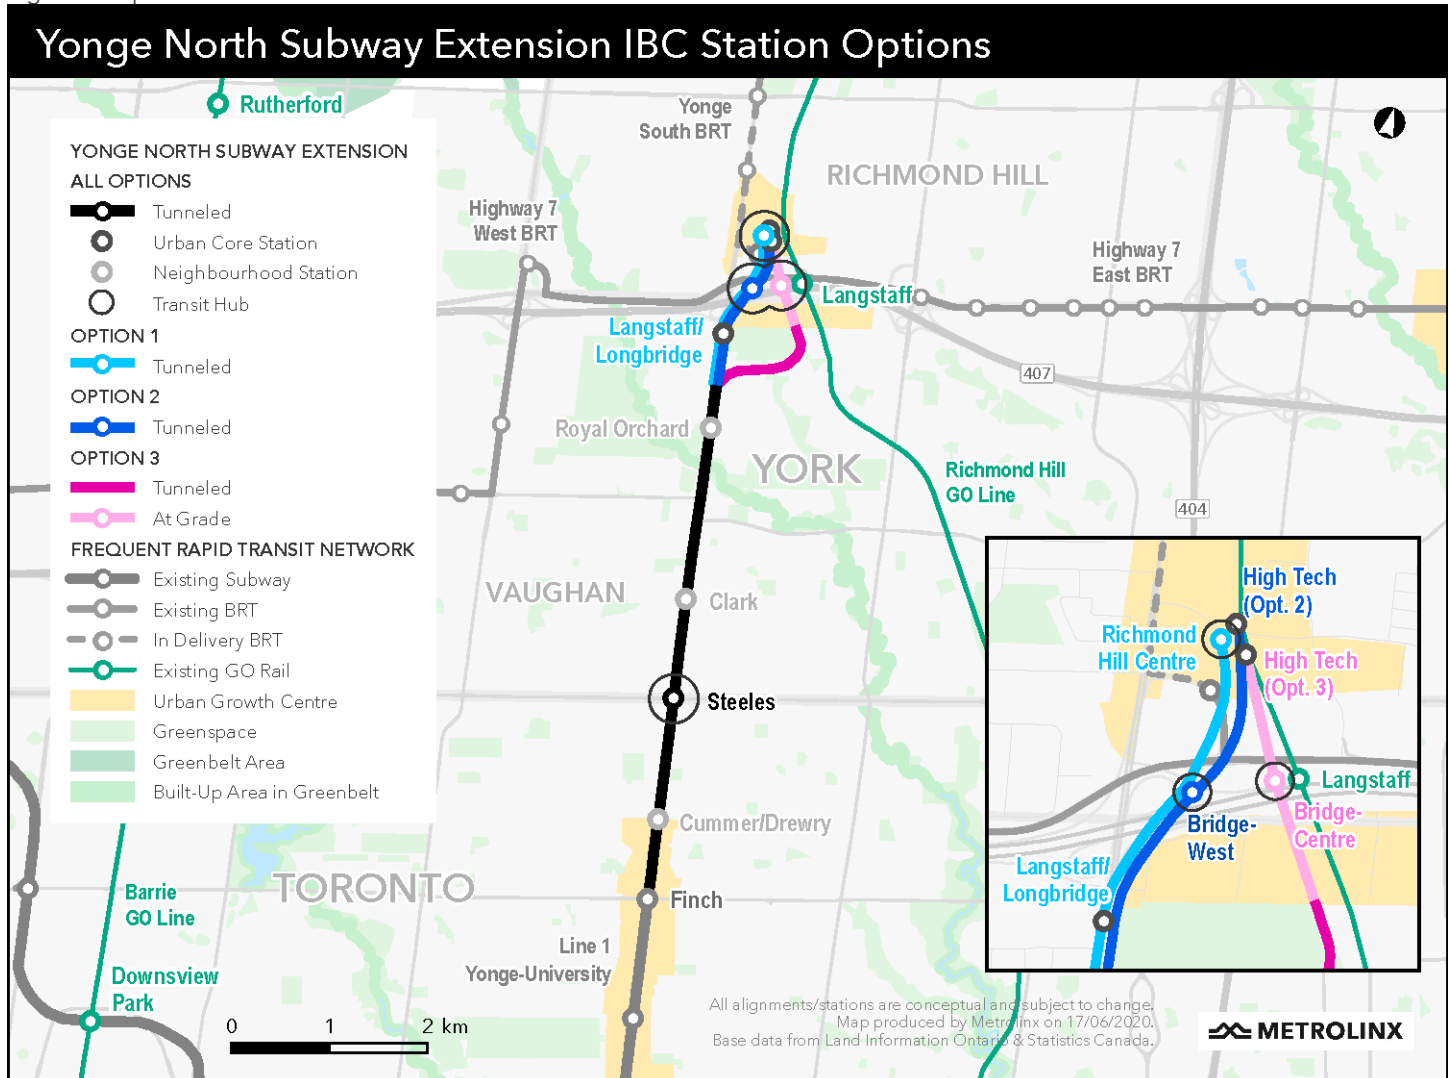 Yonge North Subway Extension IBC Station Options
Rutherford
YONGE NORTH SUBWAY EXTENSION
ALL OPTIONS
Tunneled
Urban Core Station
Neighbourhood Station
Transit Hub
OPTION 1
Tunneled
OPTION 2
Tunneled
OPTION 3
Tunneled
At Grade
FREQUENT RAPID TRANSIT NETWORK
Existing Subway
Existing BRT
In Delivery BRT
Existing GO Rail
Urban Growth Centre
Greenspace
Greenbelt Area
Built-Up Area in Greenbelt
Yonge
South BRT
RICHMOND HILL
Highway 7
West BRT
Highway 7
East BRT
Langstaff
Langstaff/
Longbridge
407
Royal Orchard
YORK
Richmond Hill
GO Line
404
VAUGHAN
Clark
Steeles
Cummer/Drewry
TORONTO
Finch
Barrie
GO Line
Line 1
Yonge-University
Downsview
Park
0 1 2 km
High Tech
(Opt. 2)
Richmond
Hill Centre
High Tech
(Opt. 3)
Langstaff
Bridge-
Centre
Bridge-
West
Langstaff/
Longbridge
All alignments/stations are conceptual and subject to change.
Map produced by Metrolinx on 17/06/2020.
Base data from Land Information Ontario & Statistics Canada.
METROLINX